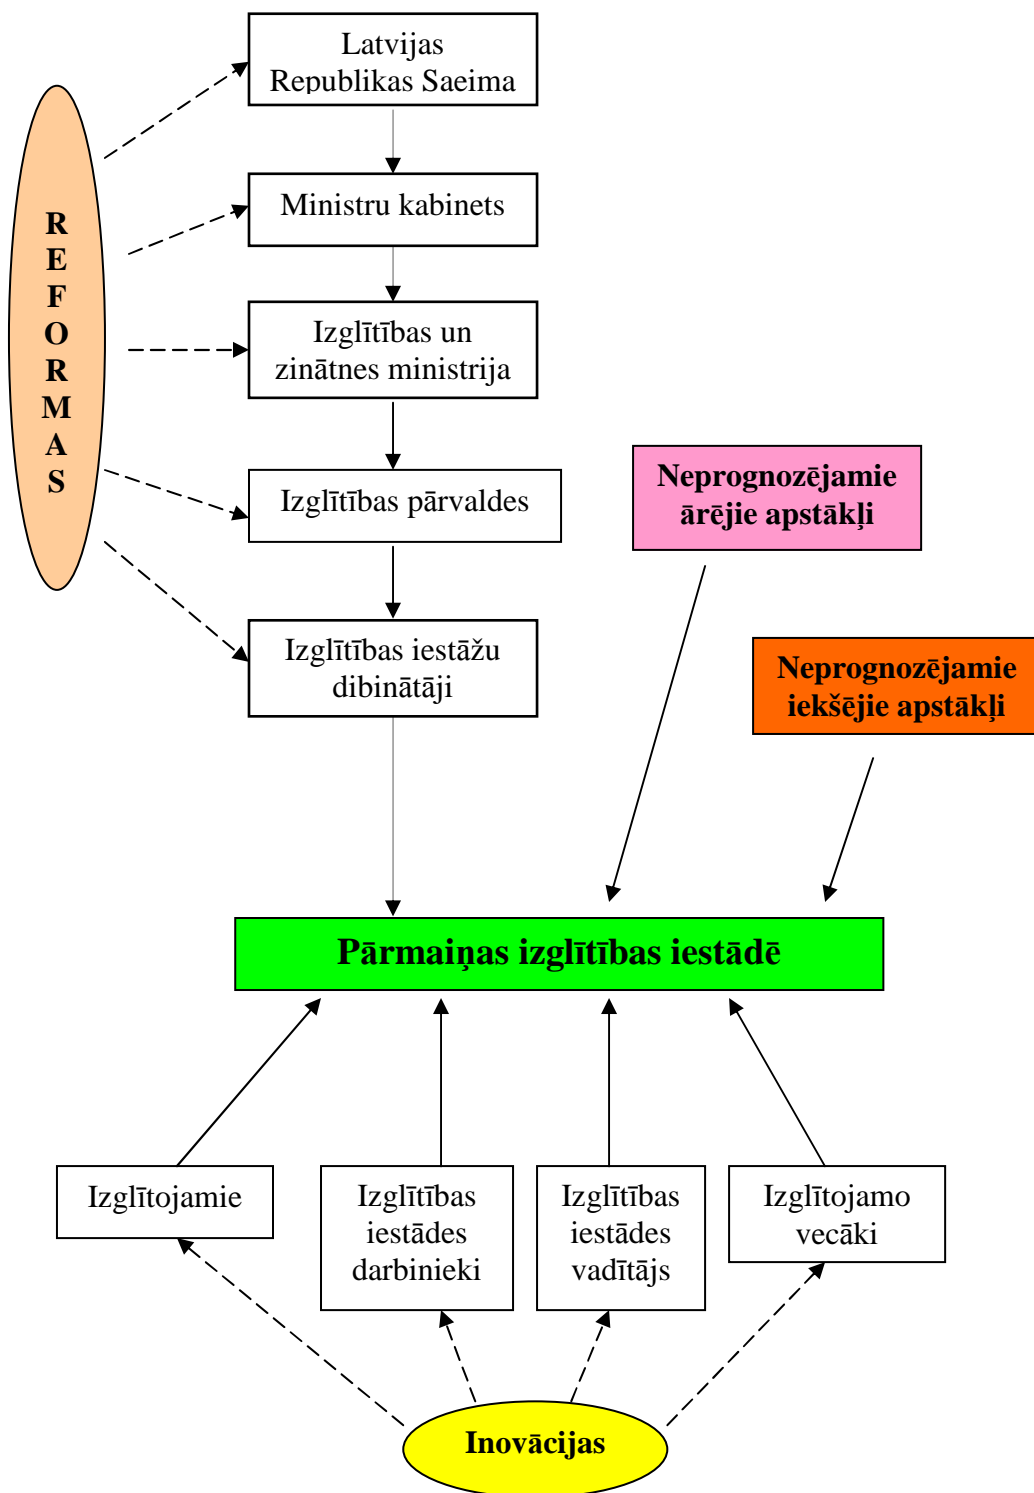 Latvijas
Republikas Saeima
REFORMAS
Ministru kabinets
Izglītības un
zinātnes ministrija
Izglītības pārvaldes
Neprognozējamie
ārējie apstākļi
Izglītības iestāžu
dibinātāji
Neprognozējamie
iekšējie apstākļi
Pārmaiņas izglītības iestādē
Izglītojamie
Izglītības
iestādes
darbinieki
Izglītības
iestādes
vadītājs
Izglītojamo
vecāki
Inovācijas